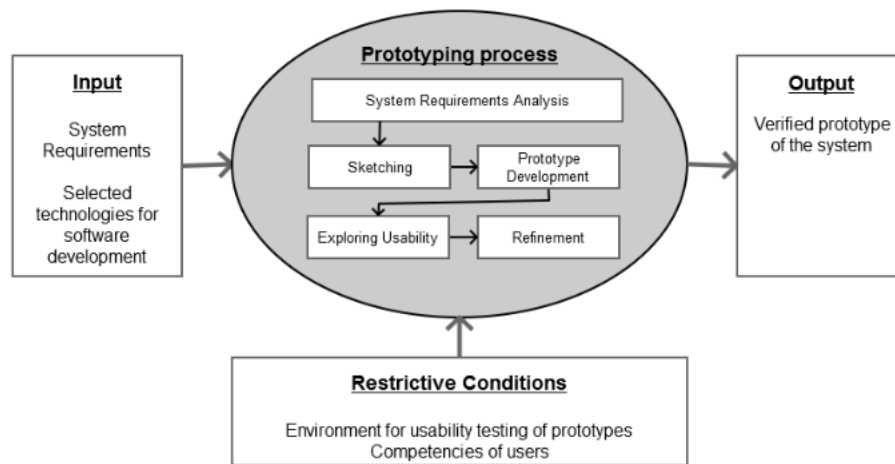 Input
System
Requirements
Selected
technologies for
software
development
Prototyping process
System Requirements Analysis
Sketching
Prototype
Development
Exploring Usability
Refinement
Output
Verified prototype
of the system
Restrictive Conditions
Environment for usability testing of prototypes
Competencies of users